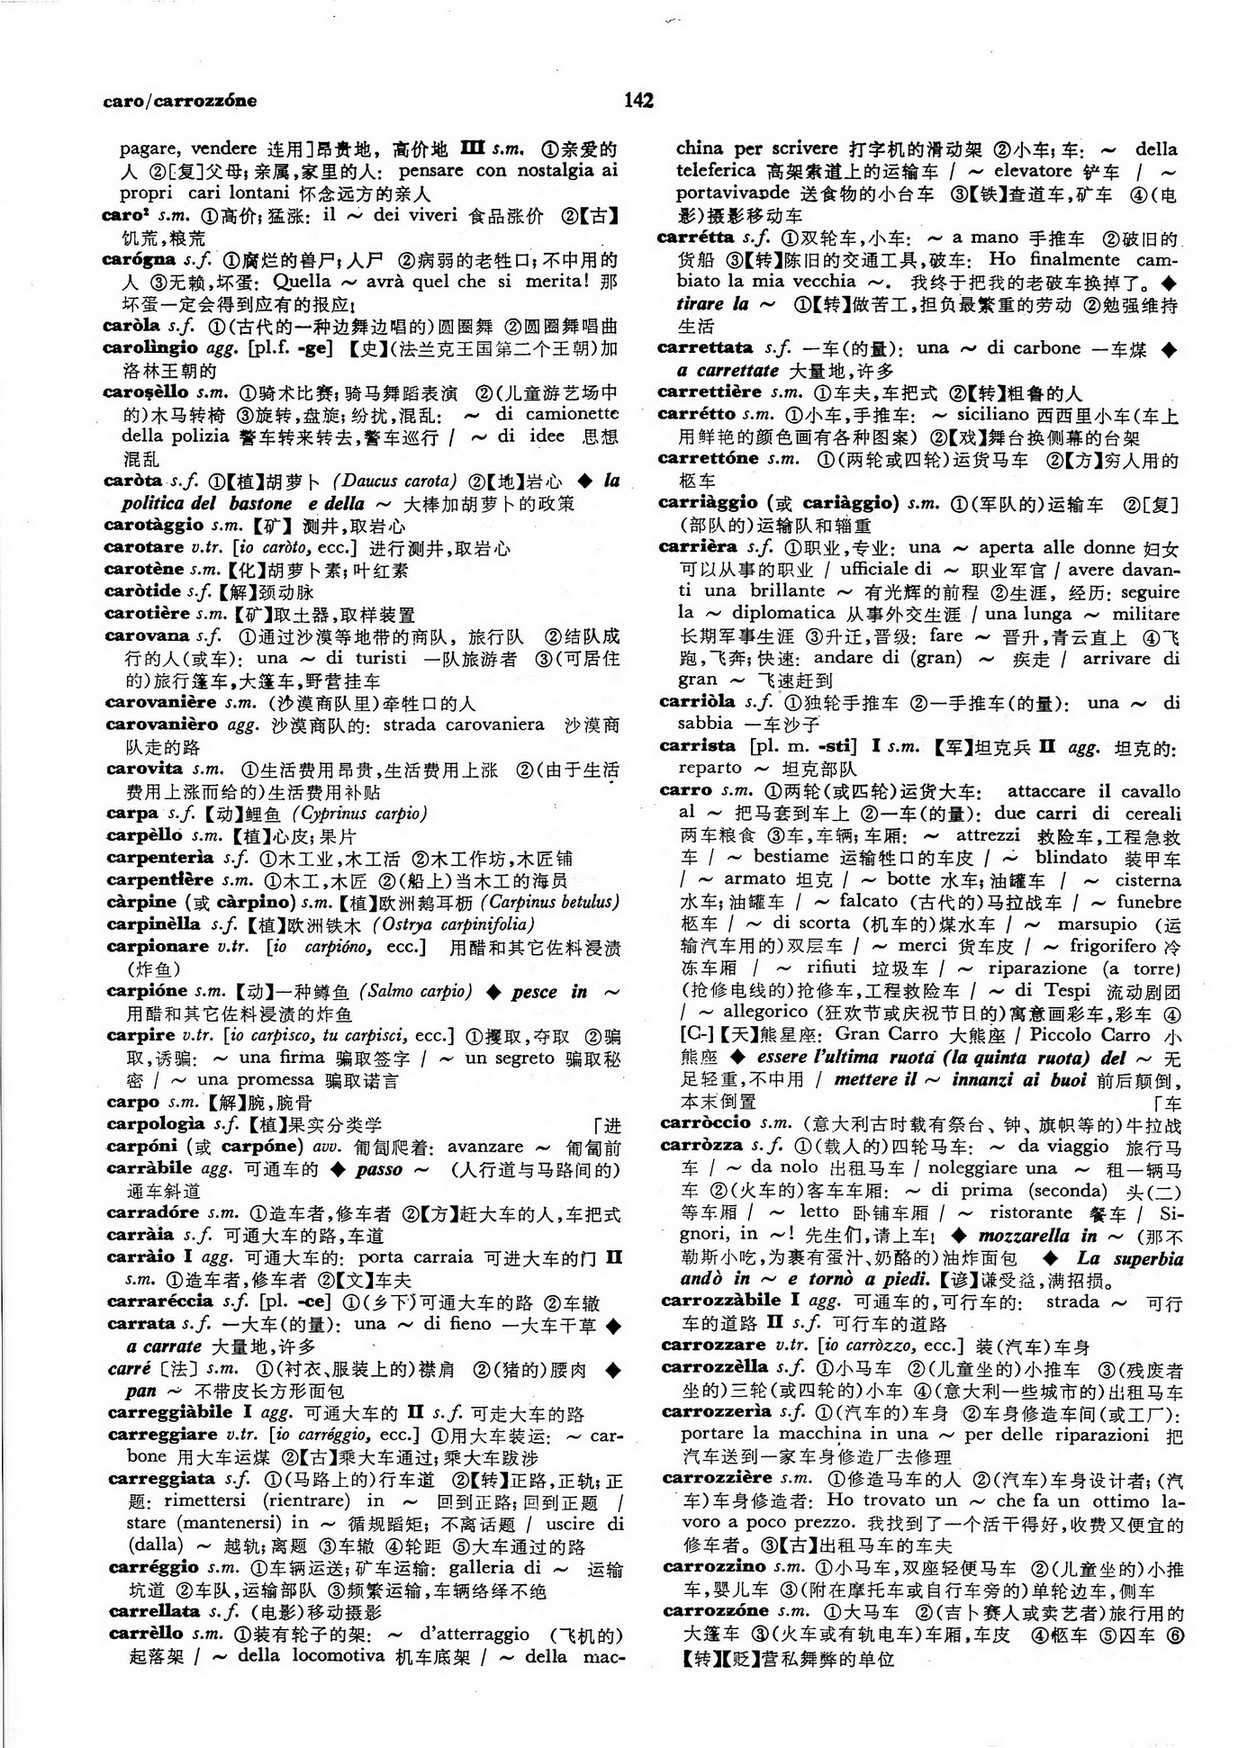 caro/carrozzóne
142
pagare, vendere 连用]昂贵地, 高价地 III s.m. ①亲爱的
人 ②[复]父母; 亲属,家里的人: pensare con nostalgia ai
propri cari lontani 怀念远方的亲人
caro² s.m. ①高价; 猛涨: il ~ dei viveri 食品涨价 ②【古】
饥荒,粮荒
carógna s.f. ①腐烂的兽尸; 人尸 ②病弱的老牲口; 不中用的
人 ③无赖,坏蛋: Quella ~ avrà quel che si merita! 那
坏蛋一定会得到应有的报应!
caròla s.f. ①(古代的一种边舞边唱的)圆圈舞 ②圆圈舞唱曲
carolìngio agg. [pl.f. -ge] 【史】(法兰克王国第二个王朝)加
洛林王朝的
caroṣèllo s.m. ①骑术比赛; 骑马舞蹈表演 ②(儿童游艺场中
的)木马转椅 ③旋转,盘旋; 纷扰,混乱: ~ di camionette
della polizia 警车转来转去,警车巡行 / ~ di idee 思想
混乱
caròta s.f. ①【植】胡萝卜 (Daucus carota) ②【地】岩心 ◆ la
politica del bastone e della ~ 大棒加胡萝卜的政策
carotàggio s.m. 【矿】 测井,取岩心
carotare v.tr. [io caròto, ecc.] 进行测井,取岩心
carotène s.m. 【化】胡萝卜素; 叶红素
caròtide s.f. 【解】颈动脉
carotière s.m. 【矿】取土器,取样装置
carovana s.f. ①通过沙漠等地带的商队, 旅行队 ②结队成
行的人(或车): una ~ di turisti 一队旅游者 ③(可居住
的)旅行篷车,大篷车,野营挂车
carovanière s.m. (沙漠商队里)牵牲口的人
carovanièro agg. 沙漠商队的: strada carovaniera 沙漠商
队走的路
carovita s.m. ①生活费用昂贵,生活费用上涨 ②(由于生活
费用上涨而给的)生活费用补贴
carpa s.f. 【动】鲤鱼 (Cyprinus carpio)
carpèllo s.m. 【植】心皮; 果片
carpenterìa s.f. ①木工业,木工活 ②木工作坊,木匠铺
carpentière s.m. ①木工,木匠 ②(船上)当木工的海员
càrpine (或 càrpino) s.m. 【植】欧洲鹅耳枥 (Carpinus betulus)
carpinèlla s.f. 【植】欧洲铁木 (Ostrya carpinifolia)
carpionare v.tr. [io carpióno, ecc.] 用醋和其它佐料浸渍
(炸鱼)
carpióne s.m. 【动】一种鳟鱼 (Salmo carpio) ◆ pesce in ~
用醋和其它佐料浸渍的炸鱼
carpire v.tr. [io carpisco, tu carpisci, ecc.] ①攫取,夺取 ②骗
取,诱骗: ~ una firma 骗取签字 / ~ un segreto 骗取秘
密 / ~ una promessa 骗取诺言
carpo s.m. 【解】腕,腕骨
carpologìa s.f. 【植】果实分类学 「进
carpóni (或 carpóne) avv. 匍匐爬着: avanzare ~ 匍匐前
carràbile agg. 可通车的 ◆ passo ~ (人行道与马路间的)
通车斜道
carradóre s.m. ①造车者,修车者 ②【方】赶大车的人,车把式
carràia s.f. 可通大车的路,车道
carràio I agg. 可通大车的: porta carraia 可进大车的门 II
s.m. ①造车者,修车者 ②【文】车夫
carraréccia s.f. [pl. -ce] ①(乡下)可通大车的路 ②车辙
carrata s.f. 一大车(的量): una ~ di fieno 一大车干草 ◆
a carrate 大量地,许多
carré 〔法〕 s.m. ①(衬衣、服装上的)襟肩 ②(猪的)腰肉 ◆
pan ~ 不带皮长方形面包
carreggiàbile I agg. 可通大车的 II s.f. 可走大车的路
carreggiare v.tr. [io carréggio, ecc.] ①用大车装运: ~ car-
bone 用大车运煤 ②【古】乘大车通过; 乘大车跋涉
carreggiata s.f. ①(马路上的)行车道 ②【转】正路,正轨; 正
题: rimettersi (rientrare) in ~ 回到正路; 回到正题 /
stare (mantenersi) in ~ 循规蹈矩; 不离话题 / uscire di
(dalla) ~ 越轨; 离题 ③车辙 ④轮距 ⑤大车通过的路
carréggio s.m. ①车辆运送; 矿车运输: galleria di ~ 运输
坑道 ②车队,运输部队 ③频繁运输,车辆络绎不绝
carrellata s.f. (电影)移动摄影
carrèllo s.m. ①装有轮子的架: ~ d'atterraggio (飞机的)
起落架 / ~ della locomotiva 机车底架 / ~ della mac-
china per scrivere 打字机的滑动架 ②小车; 车: ~ della
teleferica 高架索道上的运输车 / ~ elevatore 铲车 / ~
portavivande 送食物的小台车 ③【铁】查道车,矿车 ④(电
影)摄影移动车
carrétta s.f. ①双轮车,小车: ~ a mano 手推车 ②破旧的
货船 ③【转】陈旧的交通工具,破车: Ho finalmente cam-
biato la mia vecchia ~. 我终于把我的老破车换掉了。◆
tirare la ~ ①【转】做苦工,担负最繁重的劳动 ②勉强维持
生活
carrettata s.f. 一车(的量): una ~ di carbone 一车煤 ◆
a carrettate 大量地,许多
carrettière s.m. ①车夫,车把式 ②【转】粗鲁的人
carrétto s.m. ①小车,手推车: ~ siciliano 西西里小车(车上
用鲜艳的颜色画有各种图案) ②【戏】舞台换侧幕的台架
carrettóne s.m. ①(两轮或四轮)运货马车 ②【方】穷人用的
柩车
carriàggio (或 cariàggio) s.m. ①(军队的)运输车 ②[复]
(部队的)运输队和辎重
carrièra s.f. ①职业,专业: una ~ aperta alle donne 妇女
可以从事的职业 / ufficiale di ~ 职业军官 / avere davan-
ti una brillante ~ 有光辉的前程 ②生涯, 经历: seguire
la ~ diplomatica 从事外交生涯 / una lunga ~ militare
长期军事生涯 ③升迁,晋级: fare ~ 晋升,青云直上 ④飞
跑,飞奔; 快速: andare di (gran) ~ 疾走 / arrivare di
gran ~ 飞速赶到
carriòla s.f. ①独轮手推车 ②一手推车(的量): una ~ di
sabbia 一车沙子
carrista [pl. m. -sti] I s.m. 【军】坦克兵 II agg. 坦克的:
reparto ~ 坦克部队
carro s.m. ①两轮(或四轮)运货大车: attaccare il cavallo
al ~ 把马套到车上 ②一车(的量): due carri di cereali
两车粮食 ③车,车辆; 车厢: ~ attrezzi 救险车,工程急救
车 / ~ bestiame 运输牲口的车皮 / ~ blindato 装甲车
/ ~ armato 坦克 / ~ botte 水车; 油罐车 / ~ cisterna
水车; 油罐车 / ~ falcato (古代的)马拉战车 / ~ funebre
柩车 / ~ di scorta (机车的)煤水车 / ~ marsupio (运
输汽车用的)双层车 / ~ merci 货车皮 / ~ frigorifero 冷
冻车厢 / ~ rifiuti 垃圾车 / ~ riparazione (a torre)
(抢修电线的)抢修车,工程救险车 / ~ di Tespi 流动剧团
/ ~ allegorico (狂欢节或庆祝节日的)寓意画彩车,彩车 ④
[C-]【天】熊星座: Gran Carro 大熊座 / Piccolo Carro 小
熊座 ◆ essere l'ultima ruota (la quinta ruota) del ~ 无
足轻重,不中用 / mettere il ~ innanzi ai buoi 前后颠倒,
本末倒置 「车
carròccio s.m. (意大利古时载有祭台、钟、旗帜等的)牛拉战
carròzza s.f. ①(载人的)四轮马车: ~ da viaggio 旅行马
车 / ~ da nolo 出租马车 / noleggiare una ~ 租一辆马
车 ②(火车的)客车车厢: ~ di prima (seconda) 头(二)
等车厢 / ~ letto 卧铺车厢 / ~ ristorante 餐车 / Si-
gnori, in ~! 先生们,请上车! ◆ mozzarella in ~ (那不
勒斯小吃,为裹有蛋汁、奶酪的)油炸面包 ◆ La superbia
andò in ~ e tornò a piedi. 【谚】谦受益,满招损。
carrozzàbile I agg. 可通车的,可行车的: strada ~ 可行
车的道路 II s.f. 可行车的道路
carrozzare v.tr. [io carròzzo, ecc.] 装(汽车)车身
carrozzèlla s.f. ①小马车 ②(儿童坐的)小推车 ③(残废者
坐的)三轮(或四轮的)小车 ④(意大利一些城市的)出租马车
carrozzerìa s.f. ①(汽车的)车身 ②车身修造车间(或工厂):
portare la macchina in una ~ per delle riparazioni 把
汽车送到一家车身修造厂去修理
carrozzière s.m. ①修造马车的人 ②(汽车)车身设计者; (汽
车)车身修造者: Ho trovato un ~ che fa un ottimo la-
voro a poco prezzo. 我找到了一个活干得好,收费又便宜的
修车者。③【古】出租马车的车夫
carrozzino s.m. ①小马车,双座轻便马车 ②(儿童坐的)小推
车,婴儿车 ③(附在摩托车或自行车旁的)单轮边车,侧车
carrozzóne s.m. ①大马车 ②(吉卜赛人或卖艺者)旅行用的
大篷车 ③(火车或有轨电车)车厢,车皮 ④柩车 ⑤囚车 ⑥
【转】【贬】营私舞弊的单位